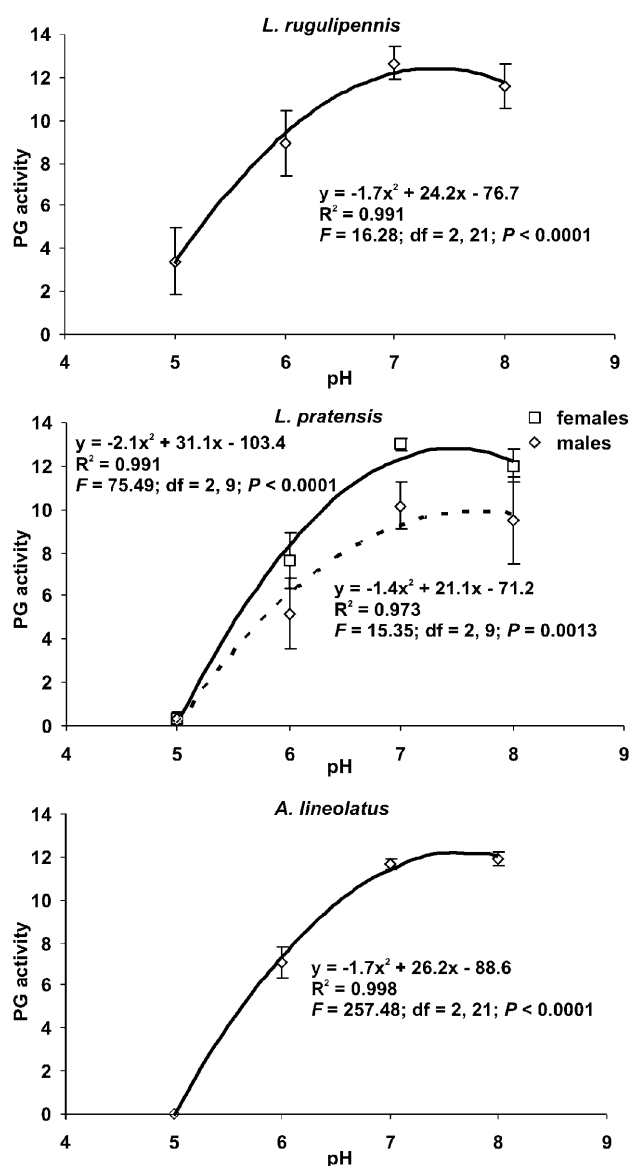 L. rugulipennis
14
12
10
8
6
4
2
0
PG activity
y = -1.7x² + 24.2x - 76.7
R² = 0.991
F = 16.28; df = 2, 21; P < 0.0001
4 5 6 7 8 9
pH
L. pratensis
females
males
14
12
10
8
6
4
2
0
PG activity
y = -2.1x² + 31.1x - 103.4
R² = 0.991
F = 75.49; df = 2, 9; P < 0.0001
y = -1.4x² + 21.1x - 71.2
R² = 0.973
F = 15.35; df = 2, 9; P = 0.0013
4 5 6 7 8 9
pH
A. lineolatus
14
12
10
8
6
4
2
0
PG activity
y = -1.7x² + 26.2x - 88.6
R² = 0.998
F = 257.48; df = 2, 21; P < 0.0001
4 5 6 7 8 9
pH